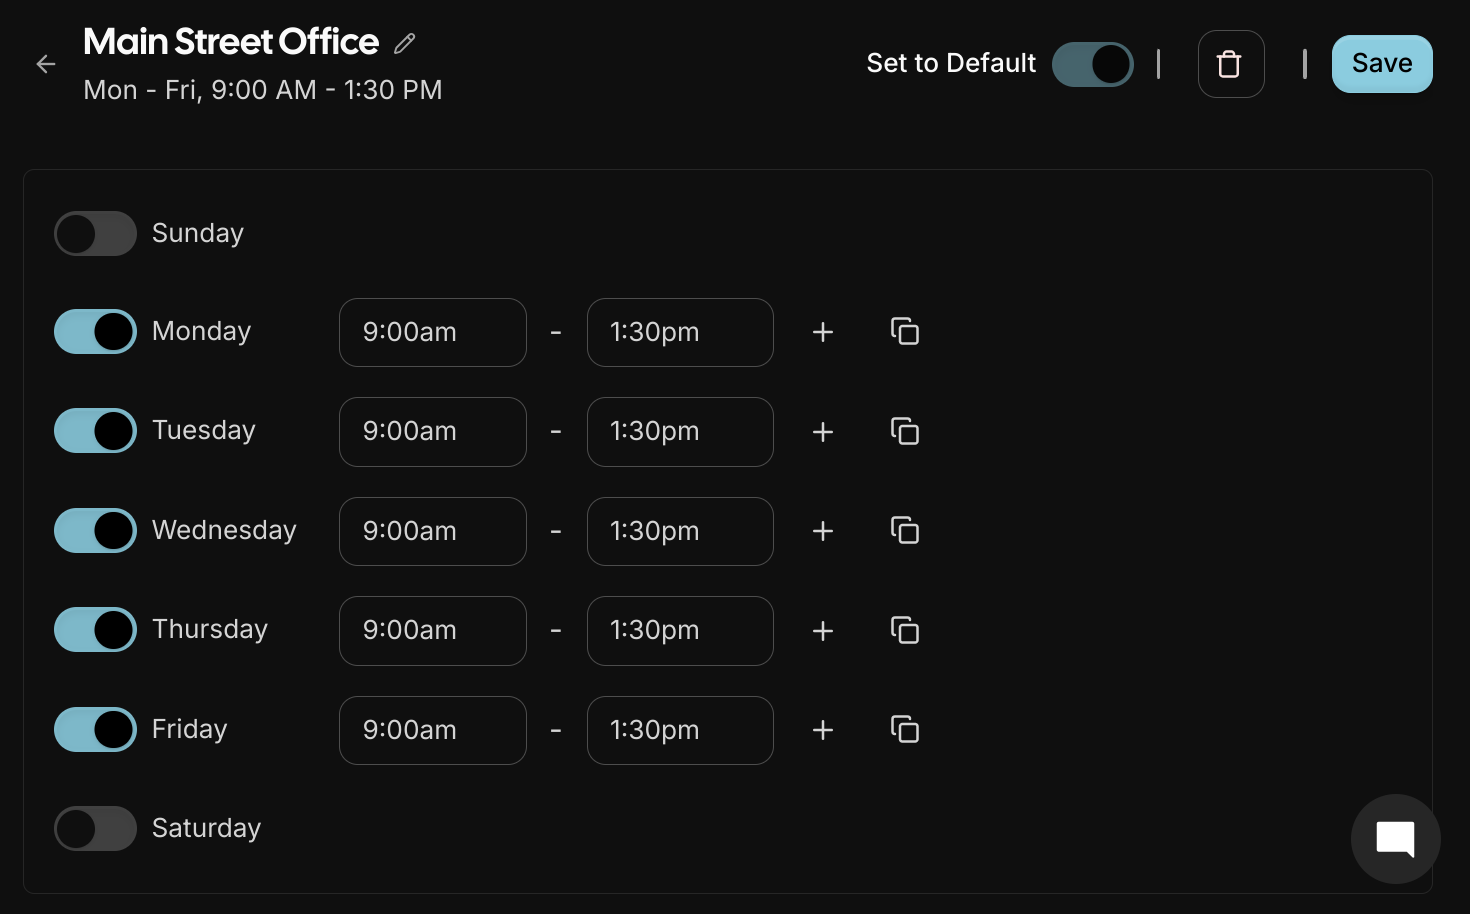 Main Street Office
Mon - Fri, 9:00 AM - 1:30 PM
Set to Default
Save
Sunday
Monday 9:00am - 1:30pm
Tuesday 9:00am - 1:30pm
Wednesday 9:00am - 1:30pm
Thursday 9:00am - 1:30pm
Friday 9:00am - 1:30pm
Saturday